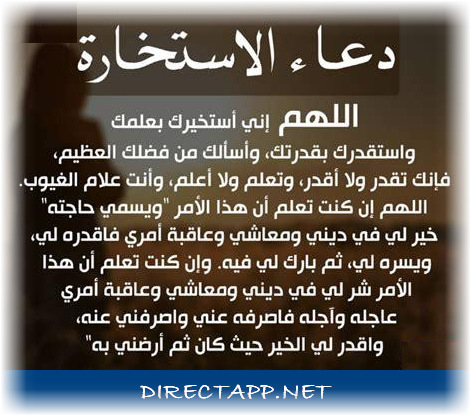 دعاء الاستخارة
اللهم إني أستخيرك بعلمك
واستقدرك بقدرتك، وأسألك من فضلك العظيم،
فإنك تقدر ولا أقدر، وتعلم ولا أعلم، وأنت علام الغيوب.
اللهم إن كنت تعلم أن هذا الأمر "ويسمي حاجته"
خير لي في ديني ومعاشي وعاقبة أمري فاقدره لي،
ويسره لي، ثم بارك لي فيه. وإن كنت تعلم أن هذا
الأمر شر لي في ديني ومعاشي وعاقبة أمري
عاجله وآجله فاصرفه عني واصرفني عنه،
واقدر لي الخير حيث كان ثم أرضني به"
DIRECTAPP.NET